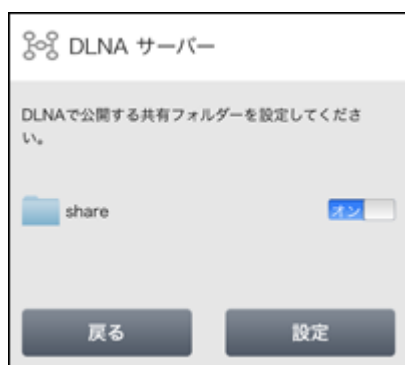 DLNA サーバー
DLNAで公開する共有フォルダーを設定してくださ
い。
share
オン
戻る
設定